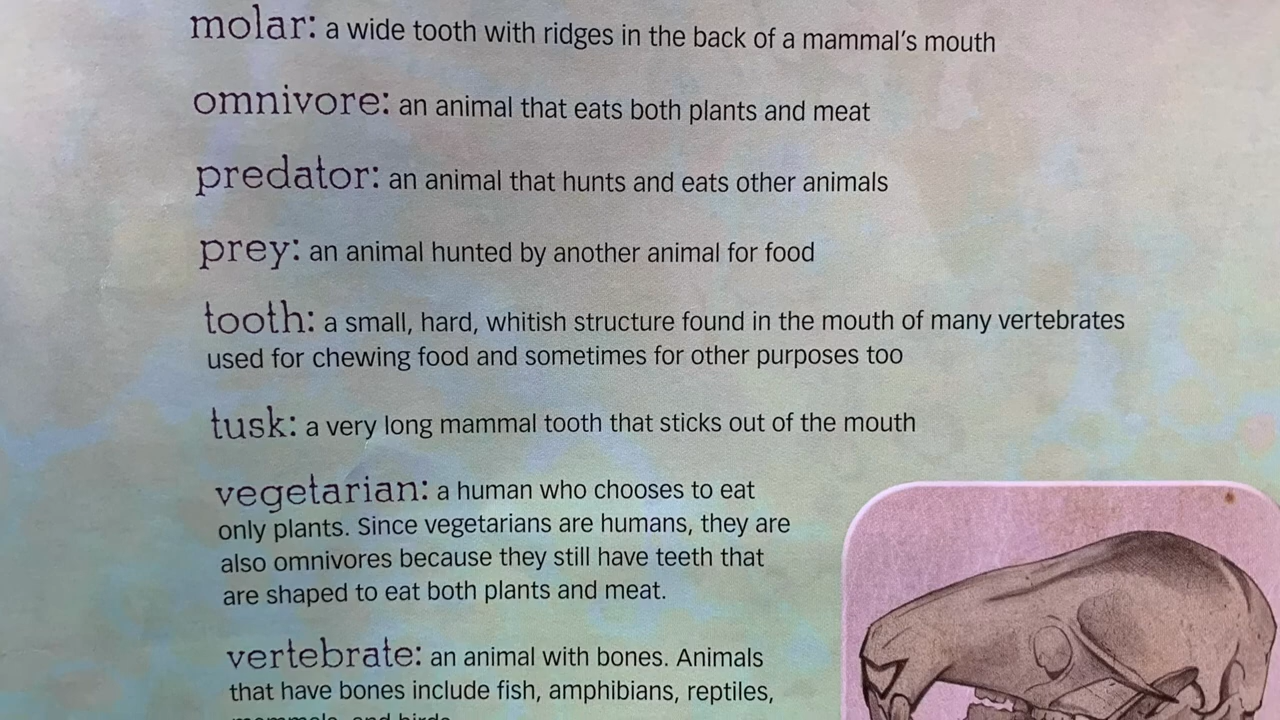 molar: a wide tooth with ridges in the back of a mammal's mouth
omnivore: an animal that eats both plants and meat
predator: an animal that hunts and eats other animals
prey: an animal hunted by another animal for food
tooth: a small, hard, whitish structure found in the mouth of many vertebrates
used for chewing food and sometimes for other purposes too
tusk: a very long mammal tooth that sticks out of the mouth
vegetarian: a human who chooses to eat
only plants. Since vegetarians are humans, they are
also omnivores because they still have teeth that
are shaped to eat both plants and meat.
vertebrate: an animal with bones. Animals
that have bones include fish, amphibians, reptiles,
mammals, and birds